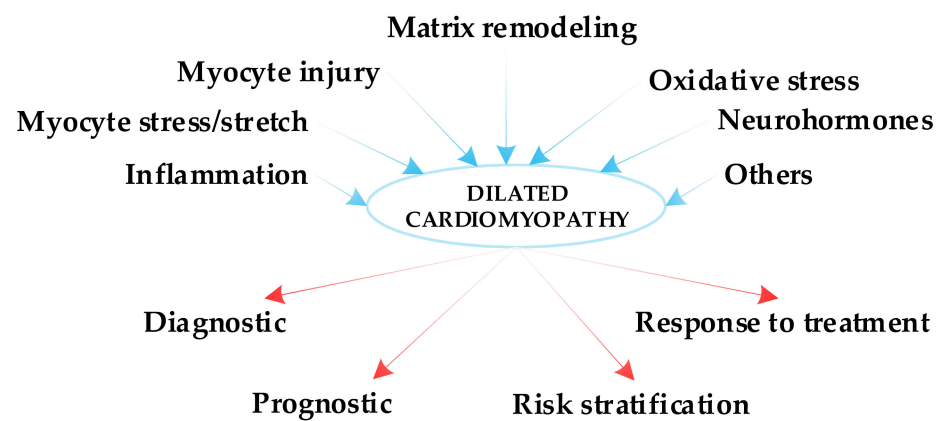 Matrix remodeling
Myocyte injury
Oxidative stress
Myocyte stress/stretch
Neurohormones
Inflammation
Others
DILATED
CARDIOMYOPATHY
Diagnostic
Response to treatment
Prognostic
Risk stratification